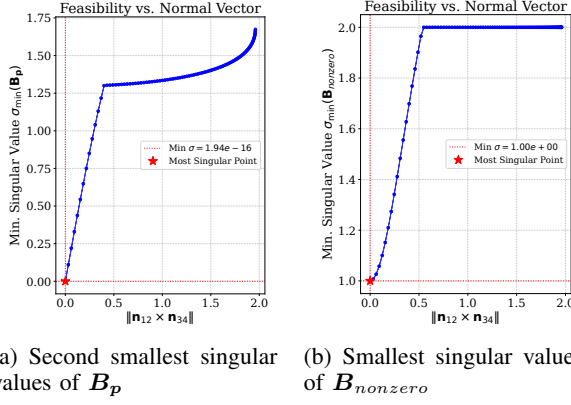 Feasibility vs. Normal Vector
Min. Singular Value σmin(Bp)
1.75
1.50
1.25
1.00
0.75
0.50
0.25
0.00
Min σ = 1.94e − 16
Most Singular Point
0.0 0.5 1.0 1.5 2.0
‖n12 × n34‖
Feasibility vs. Normal Vector
Min. Singular Value σmin(Bnonzero)
2.0
1.8
1.6
1.4
1.2
1.0
Min σ = 1.00e + 00
Most Singular Point
0.0 0.5 1.0 1.5 2.0
‖n12 × n34‖
a) Second smallest singular
values of Bp
(b) Smallest singular value
of Bnonzero